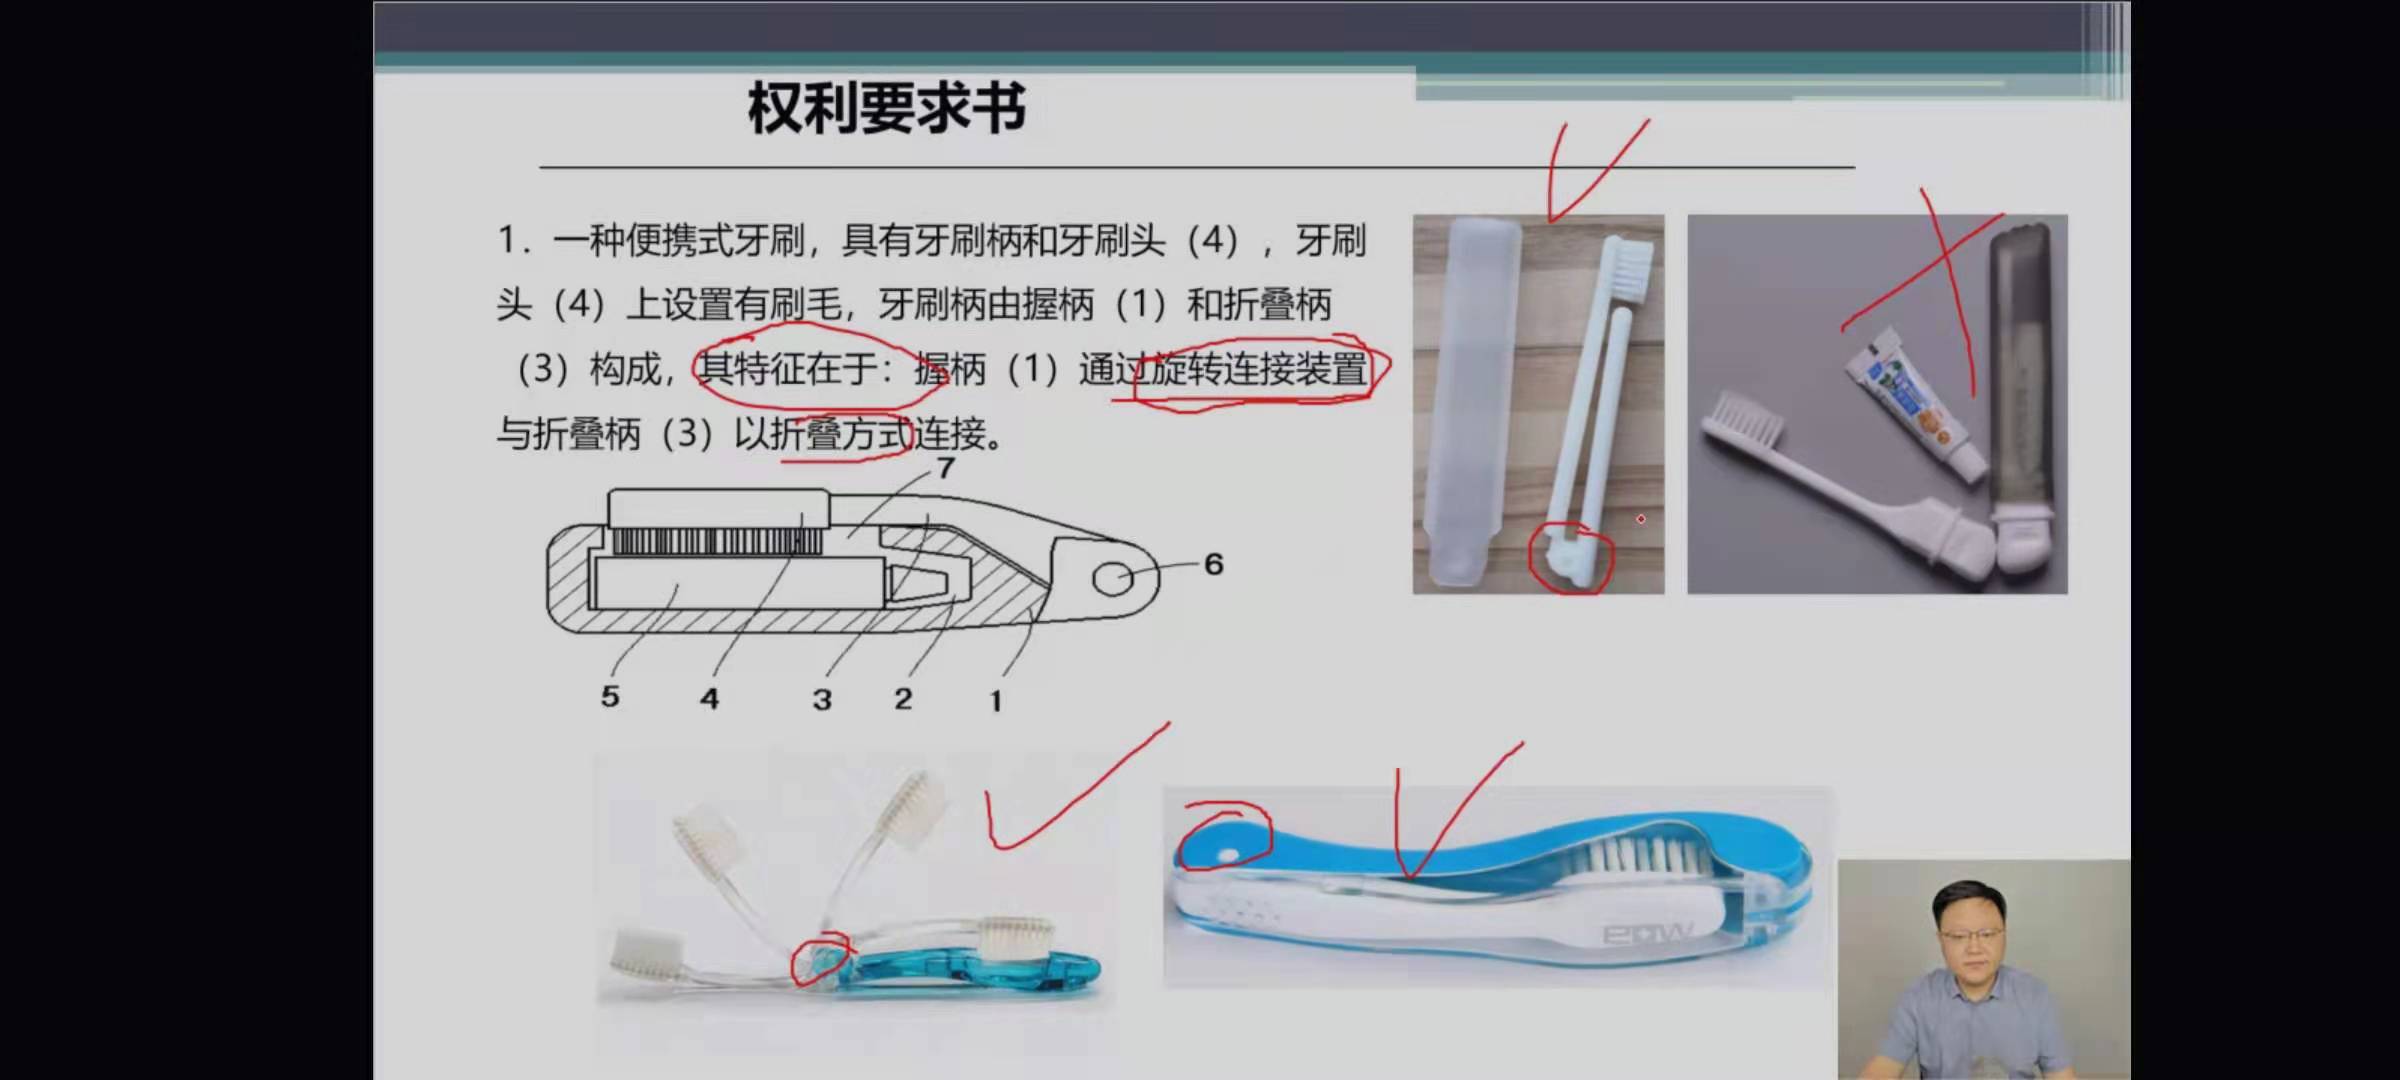 权利要求书
1. 一种便携式牙刷，具有牙刷柄和牙刷头（4），牙刷
头（4）上设置有刷毛，牙刷柄由握柄（1）和折叠柄
（3）构成，其特征在于：握柄（1）通过旋转连接装置
与折叠柄（3）以折叠方式连接。
7
6
5 4 3 2 1